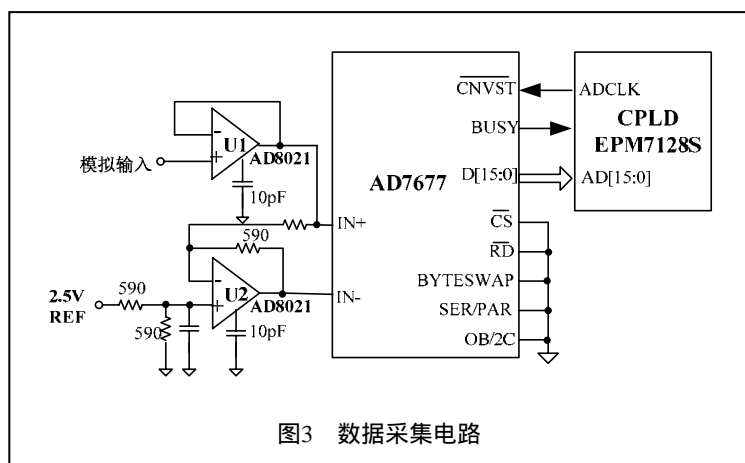 CNVST
ADCLK
CPLD
EPM7128S
BUSY
U1
AD8021
模拟输入
10pF
AD7677
D[15:0]
AD[15:0]
IN+
CS
590
RD
2.5V
REF
590
590
U2
AD8021
IN-
10pF
BYTESWAP
SER/PAR
OB/2C
图3 数据采集电路